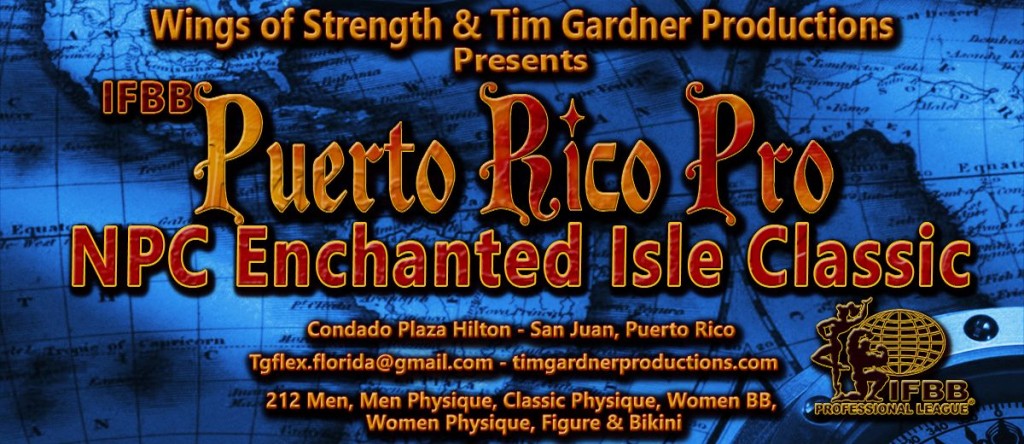 Wings of Strength & Tim Gardner Productions
Presents
IFBB
Puerto Rico Pro
NPC Enchanted Isle Classic
Condado Plaza Hilton - San Juan, Puerto Rico
Tgflex.florida@gmail.com - timgardnerproductions.com
212 Men, Men Physique, Classic Physique, Women BB,
Women Physique, Figure & Bikini
IFBB
PROFESSIONAL LEAGUE